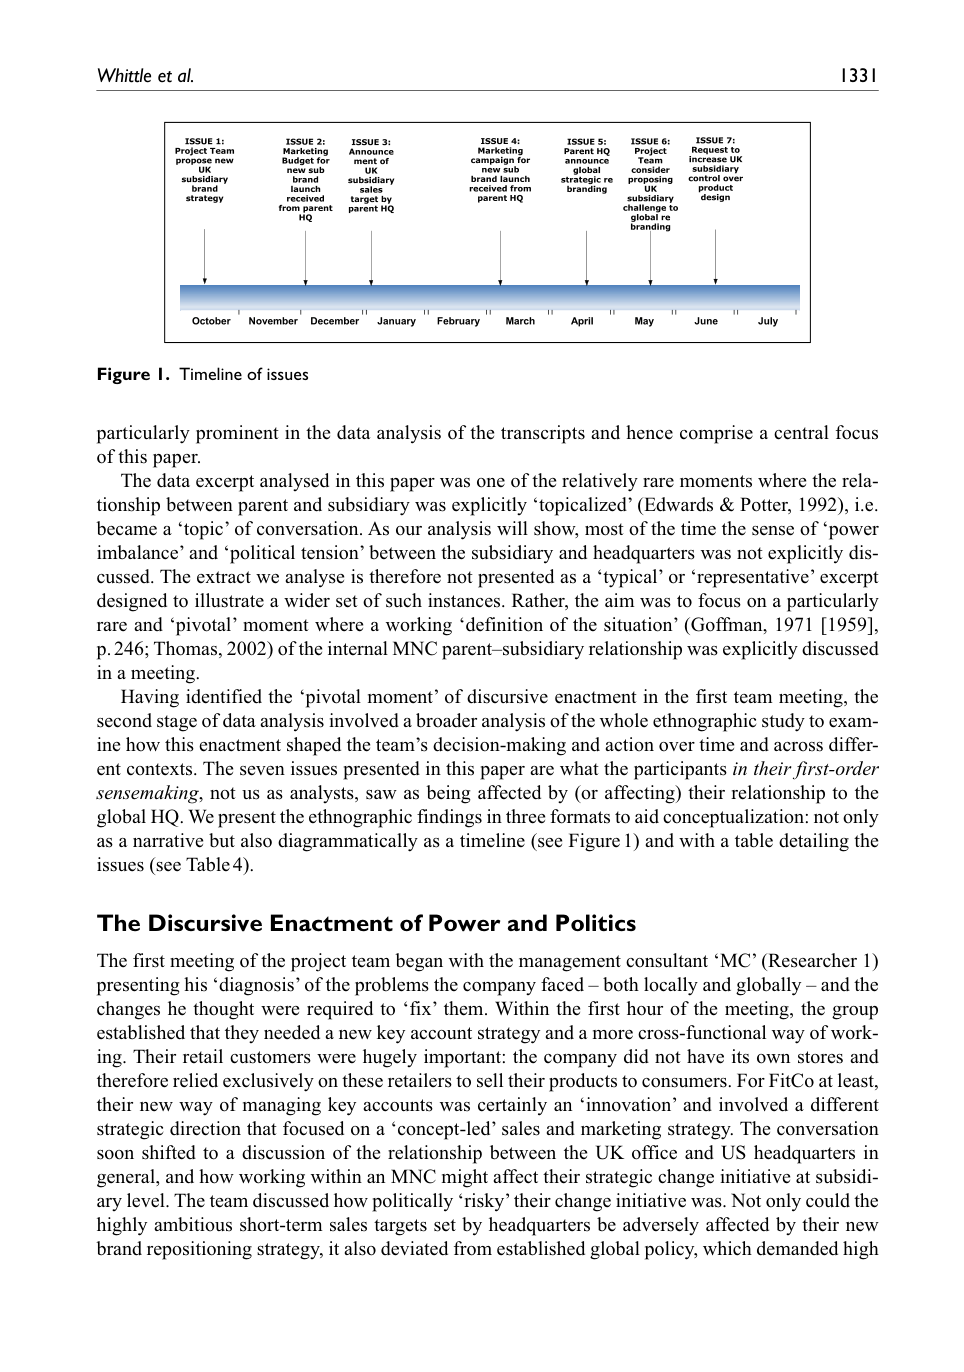 Whittle et al.
1331
ISSUE 1:
Project Team
propose new
UK
subsidiary
brand
strategy
ISSUE 2:
Marketing
Budget for
new sub
brand
launch
received
from parent
HQ
ISSUE 3:
Announce
ment of
UK
subsidiary
sales
target by
parent HQ
ISSUE 4:
Marketing
campaign for
new sub
brand launch
received from
parent HQ
ISSUE 5:
Parent HQ
announce
global
strategic re
branding
ISSUE 6:
Project
Team
consider
proposing
UK
subsidiary
challenge to
global re
branding
ISSUE 7:
Request to
increase UK
subsidiary
control over
product
design
October November December January February March April May June July
Figure 1. Timeline of issues
particularly prominent in the data analysis of the transcripts and hence comprise a central focus
of this paper.
The data excerpt analysed in this paper was one of the relatively rare moments where the rela-
tionship between parent and subsidiary was explicitly ‘topicalized’ (Edwards & Potter, 1992), i.e.
became a ‘topic’ of conversation. As our analysis will show, most of the time the sense of ‘power
imbalance’ and ‘political tension’ between the subsidiary and headquarters was not explicitly dis-
cussed. The extract we analyse is therefore not presented as a ‘typical’ or ‘representative’ excerpt
designed to illustrate a wider set of such instances. Rather, the aim was to focus on a particularly
rare and ‘pivotal’ moment where a working ‘definition of the situation’ (Goffman, 1971 [1959],
p. 246; Thomas, 2002) of the internal MNC parent–subsidiary relationship was explicitly discussed
in a meeting.
Having identified the ‘pivotal moment’ of discursive enactment in the first team meeting, the
second stage of data analysis involved a broader analysis of the whole ethnographic study to exam-
ine how this enactment shaped the team’s decision-making and action over time and across differ-
ent contexts. The seven issues presented in this paper are what the participants in their first-order
sensemaking, not us as analysts, saw as being affected by (or affecting) their relationship to the
global HQ. We present the ethnographic findings in three formats to aid conceptualization: not only
as a narrative but also diagrammatically as a timeline (see Figure 1) and with a table detailing the
issues (see Table 4).
The Discursive Enactment of Power and Politics
The first meeting of the project team began with the management consultant ‘MC’ (Researcher 1)
presenting his ‘diagnosis’ of the problems the company faced – both locally and globally – and the
changes he thought were required to ‘fix’ them. Within the first hour of the meeting, the group
established that they needed a new key account strategy and a more cross-functional way of work-
ing. Their retail customers were hugely important: the company did not have its own stores and
therefore relied exclusively on these retailers to sell their products to consumers. For FitCo at least,
their new way of managing key accounts was certainly an ‘innovation’ and involved a different
strategic direction that focused on a ‘concept-led’ sales and marketing strategy. The conversation
soon shifted to a discussion of the relationship between the UK office and US headquarters in
general, and how working within an MNC might affect their strategic change initiative at subsidi-
ary level. The team discussed how politically ‘risky’ their change initiative was. Not only could the
highly ambitious short-term sales targets set by headquarters be adversely affected by their new
brand repositioning strategy, it also deviated from established global policy, which demanded high